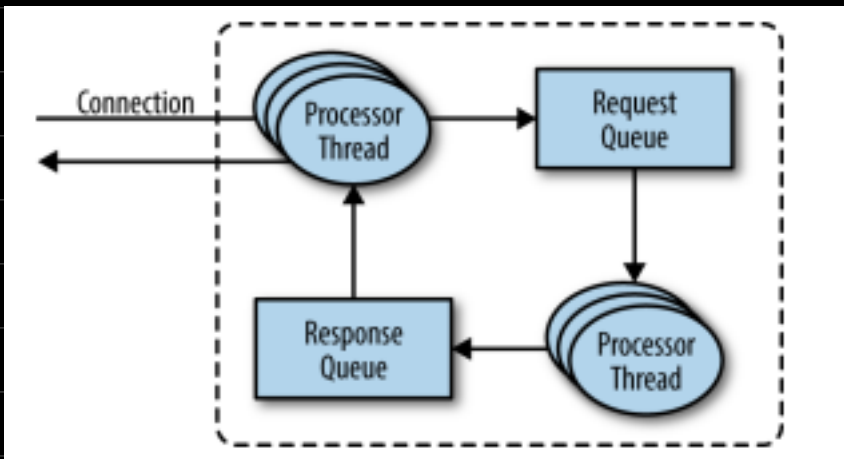 Connection
Processor
Thread
Request
Queue
Response
Queue
Processor
Thread